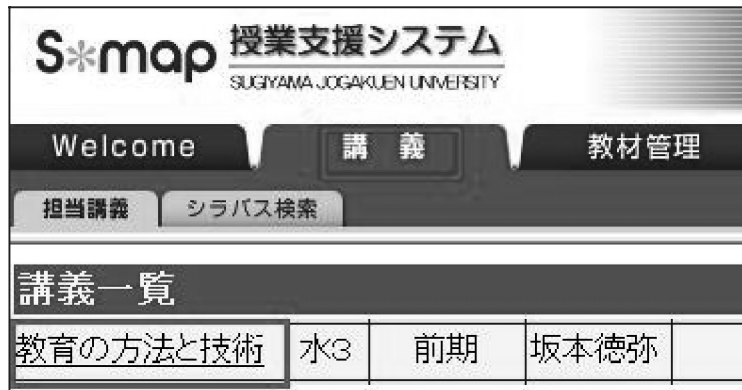 S*map 授業支援システム
SUGIYAMA JOGAKUEN UNIVERSITY
Welcome 講 義 教材管理
担当講義 シラバス検索
講義一覧
教育の方法と技術 水3 前期 坂本徳弥